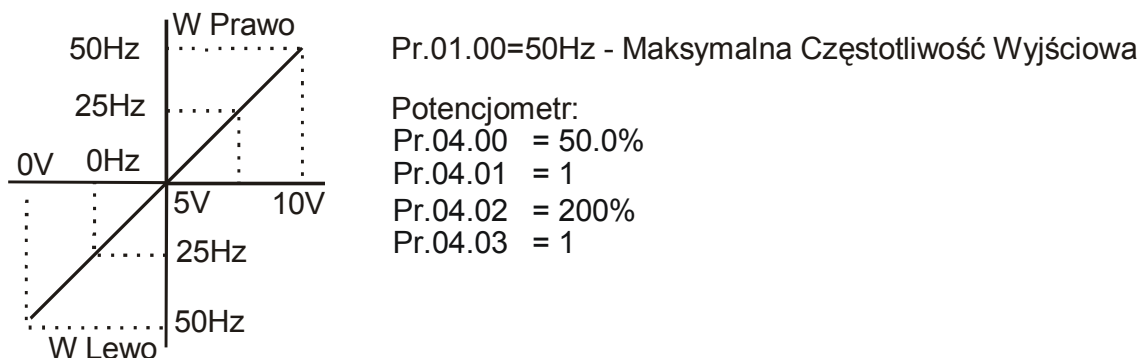 W Prawo
50Hz
25Hz
0V
0Hz
5V
10V
25Hz
50Hz
W Lewo
Pr.01.00=50Hz - Maksymalna Częstotliwość Wyjściowa
Potencjometr:
Pr.04.00 = 50.0%
Pr.04.01 = 1
Pr.04.02 = 200%
Pr.04.03 = 1